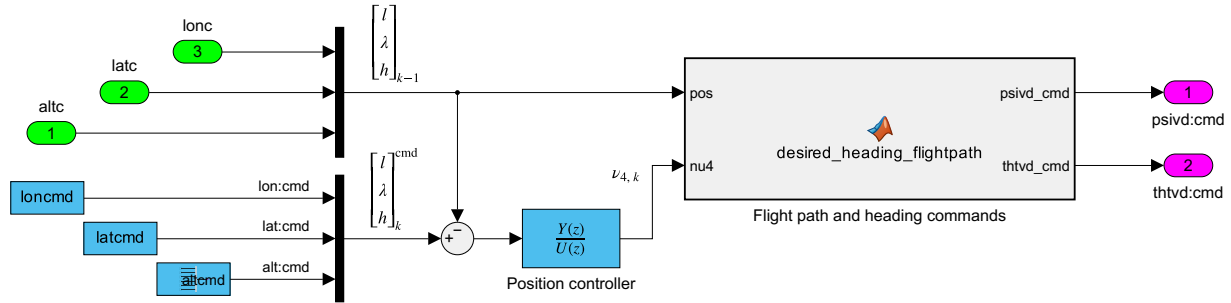 lonc
3
latc
2
altc
1
[l λ h]k−1
pos
nu4
desired_heading_flightpath
psivd_cmd
thtvd_cmd
Flight path and heading commands
1
psivd:cmd
2
thtvd:cmd
loncmd
lon:cmd
latcmd
lat:cmd
altcmd
alt:cmd
[l λ h]k cmd
+
−
Y(z)
U(z)
Position controller
ν4, k